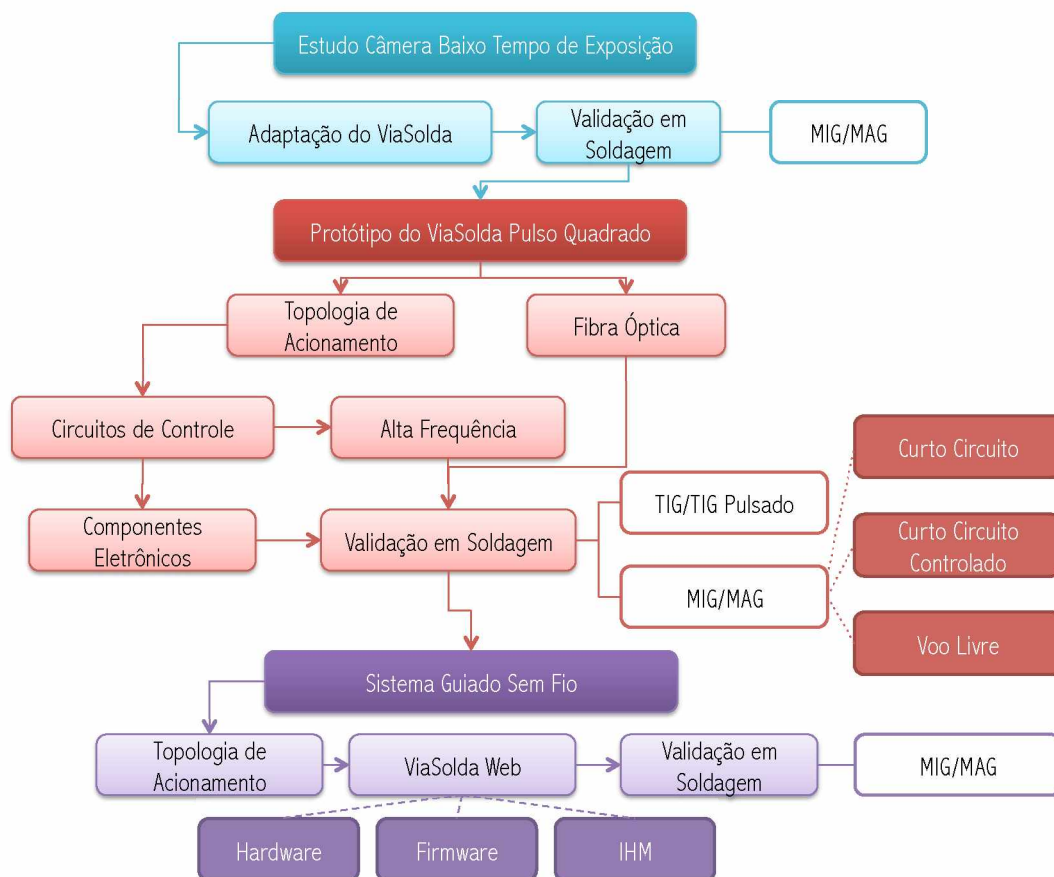 Estudo Câmera Baixo Tempo de Exposição
Adaptação do ViaSolda
Validação em
Soldagem
MIG/MAG
Protótipo do ViaSolda Pulso Quadrado
Topologia de
Acionamento
Fibra Óptica
Circuitos de Controle
Alta Frequência
Curto Circuito
Componentes
Eletrônicos
Validação em Soldagem
TIG/TIG Pulsado
Curto Circuito
Controlado
MIG/MAG
Voo Livre
Sistema Guiado Sem Fio
Topologia de
Acionamento
ViaSolda Web
Validação em
Soldagem
MIG/MAG
Hardware
Firmware
IHM